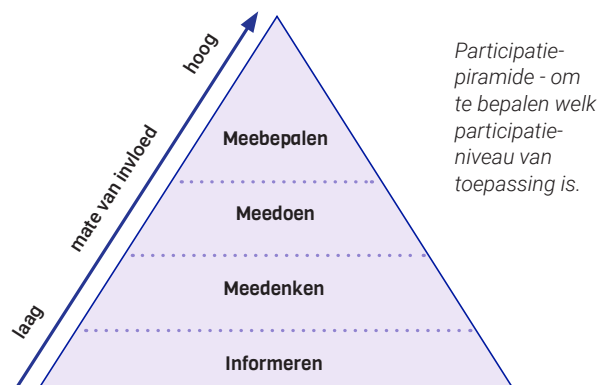 hoog
mate van invloed
laag
Meebepalen
Meedoen
Meedenken
Informeren
Participatie-
piramide - om
te bepalen welk
participatie-
niveau van
toepassing is.